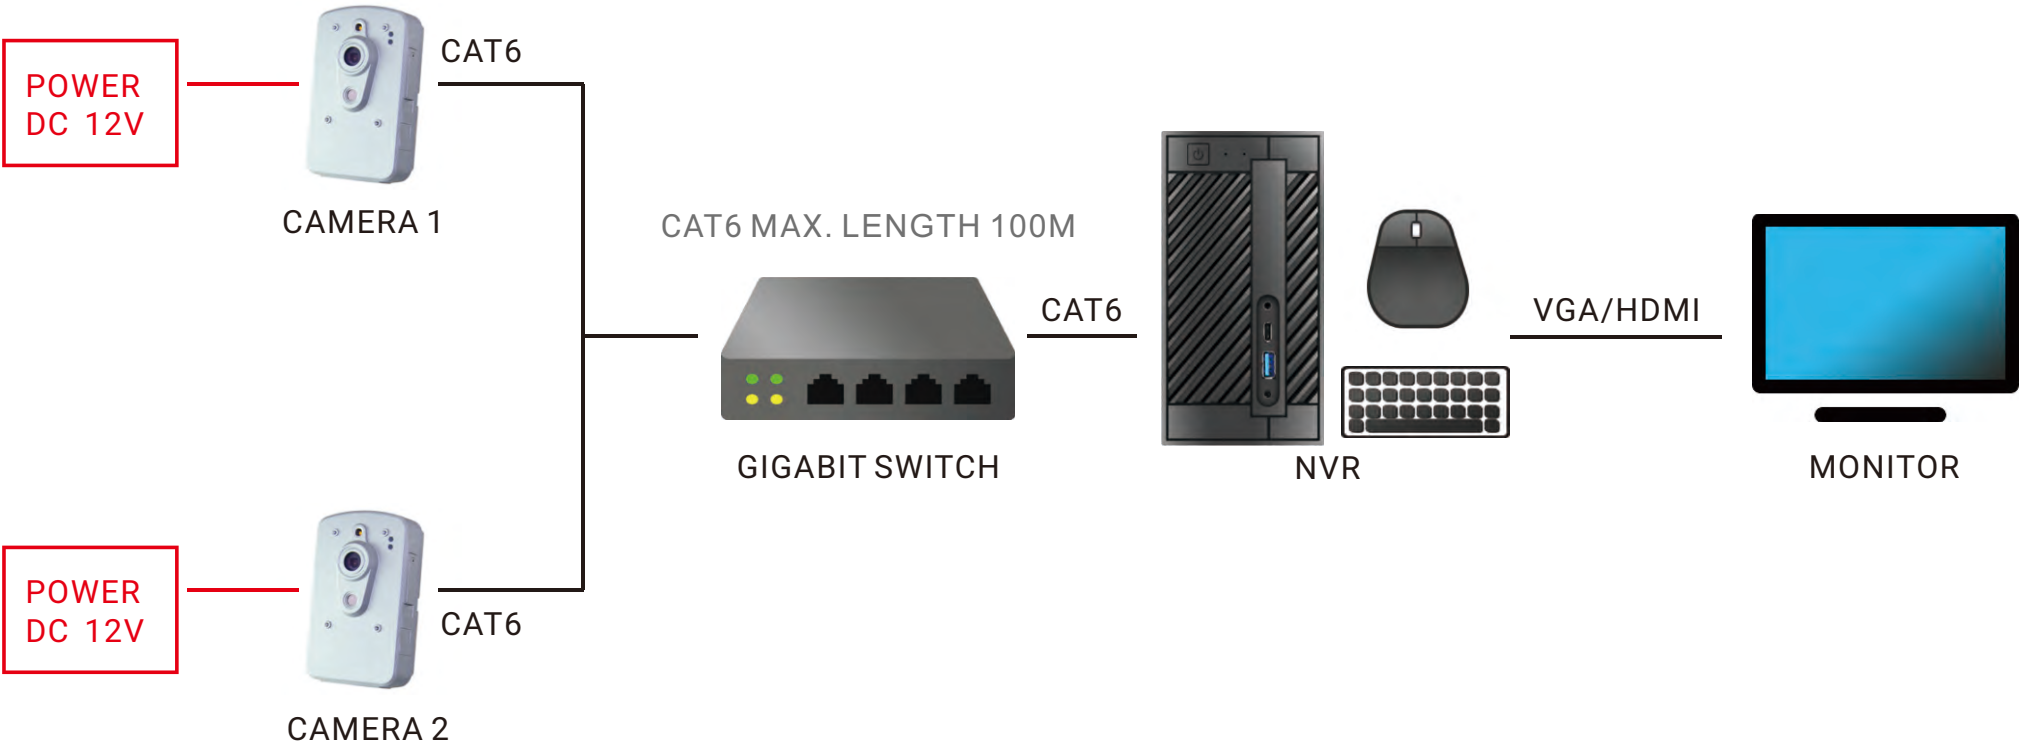 POWER
DC 12V
CAT6
CAMERA 1
CAT6 MAX. LENGTH 100M
CAT6
GIGABIT SWITCH
NVR
VGA/HDMI
MONITOR
POWER
DC 12V
CAT6
CAMERA 2